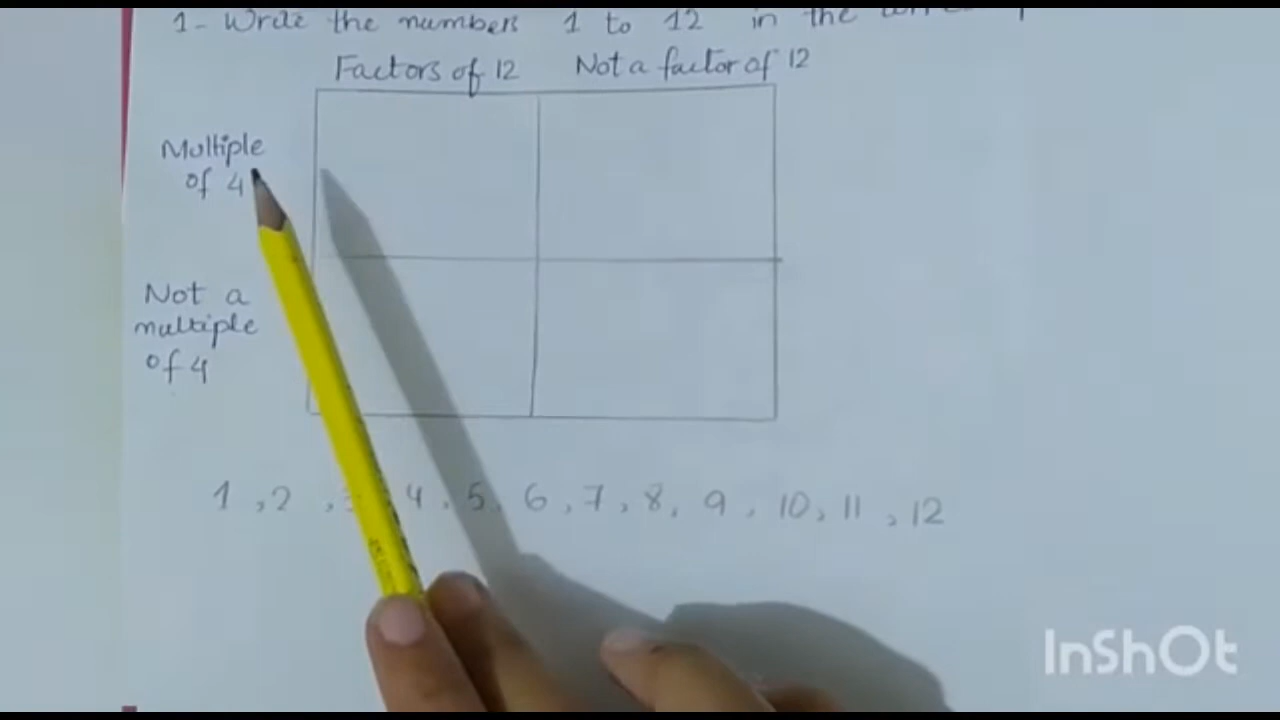 1- Write the numbers 1 to 12 in the
Factors of 12 Not a factor of 12
Multiple
of 4
Not a
multiple
of 4
1 , 2 , 4 , 5 , 6 , 7 , 8 , 9 , 10 , 11 , 12
InShOt